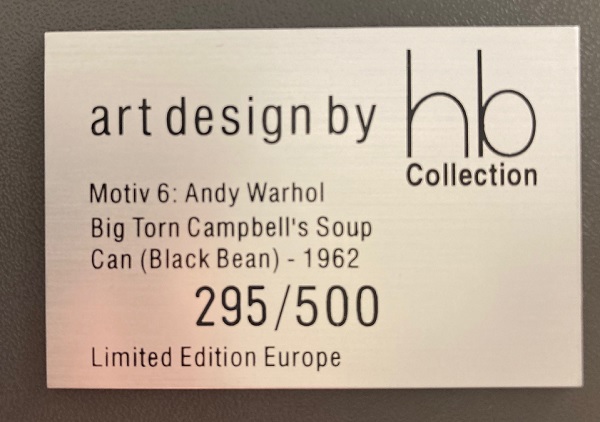 art design by hb
Collection
Motiv 6: Andy Warhol
Big Torn Campbell's Soup
Can (Black Bean) - 1962
295/500
Limited Edition Europe